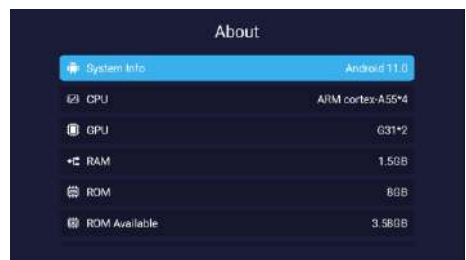 About
System Info Android 11.0
CPU ARM cortex-A55*4
GPU G31*2
RAM 1.5GB
ROM 8GB
ROM Available 3.58GB